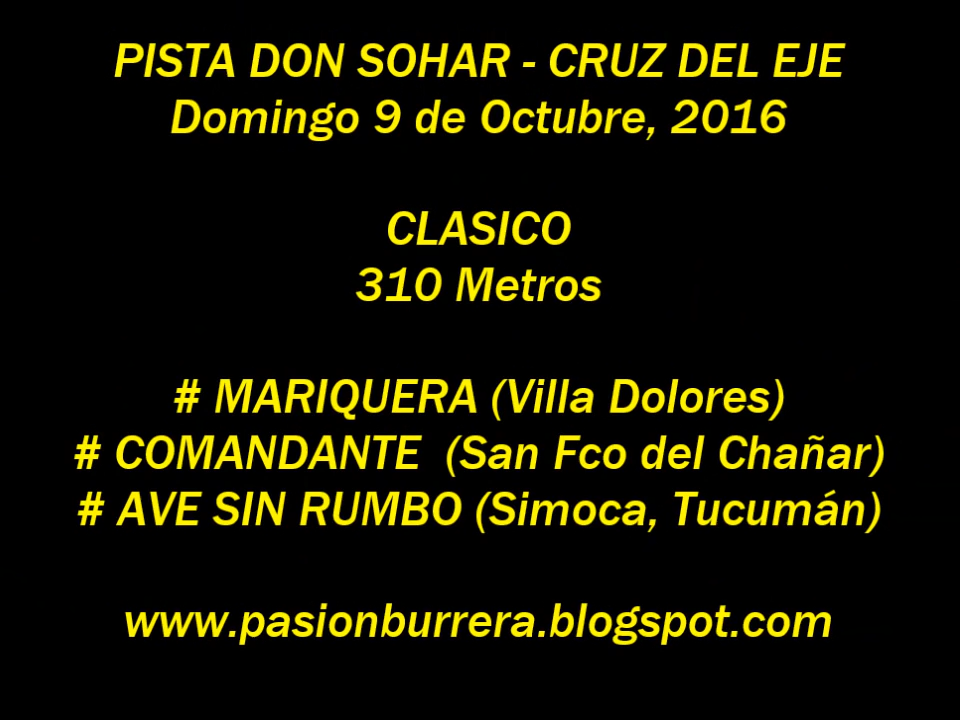 PISTA DON SOHAR - CRUZ DEL EJE
Domingo 9 de Octubre, 2016
CLASICO
310 Metros
# MARIQUERA (Villa Dolores)
# COMANDANTE  (San Fco del Chañar)
# AVE SIN RUMBO (Simoca, Tucumán)
www.pasionburrera.blogspot.com